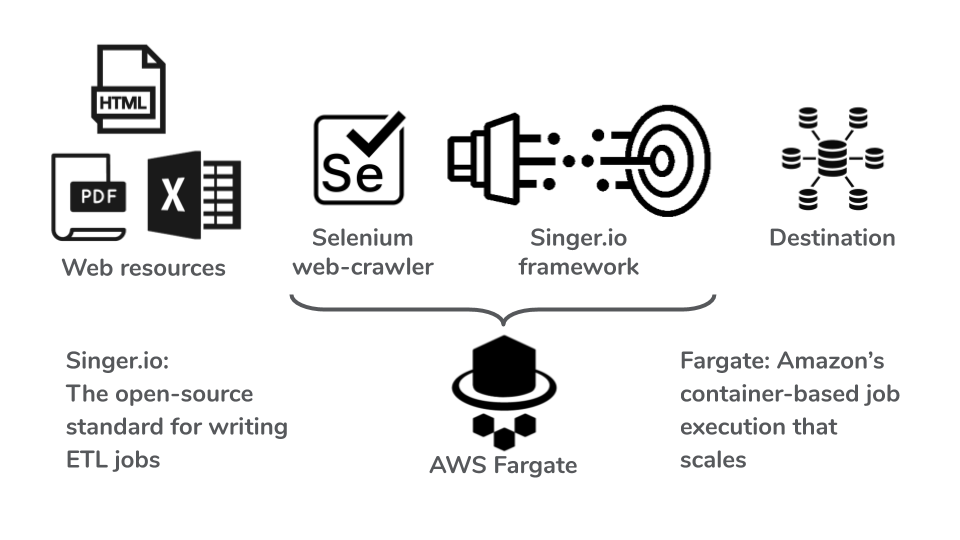 HTML
PDF
X
Web resources
Se
Selenium
web-crawler
Singer.io
framework
Destination
Singer.io:
The open-source
standard for writing
ETL jobs
AWS Fargate
Fargate: Amazon’s
container-based job
execution that
scales